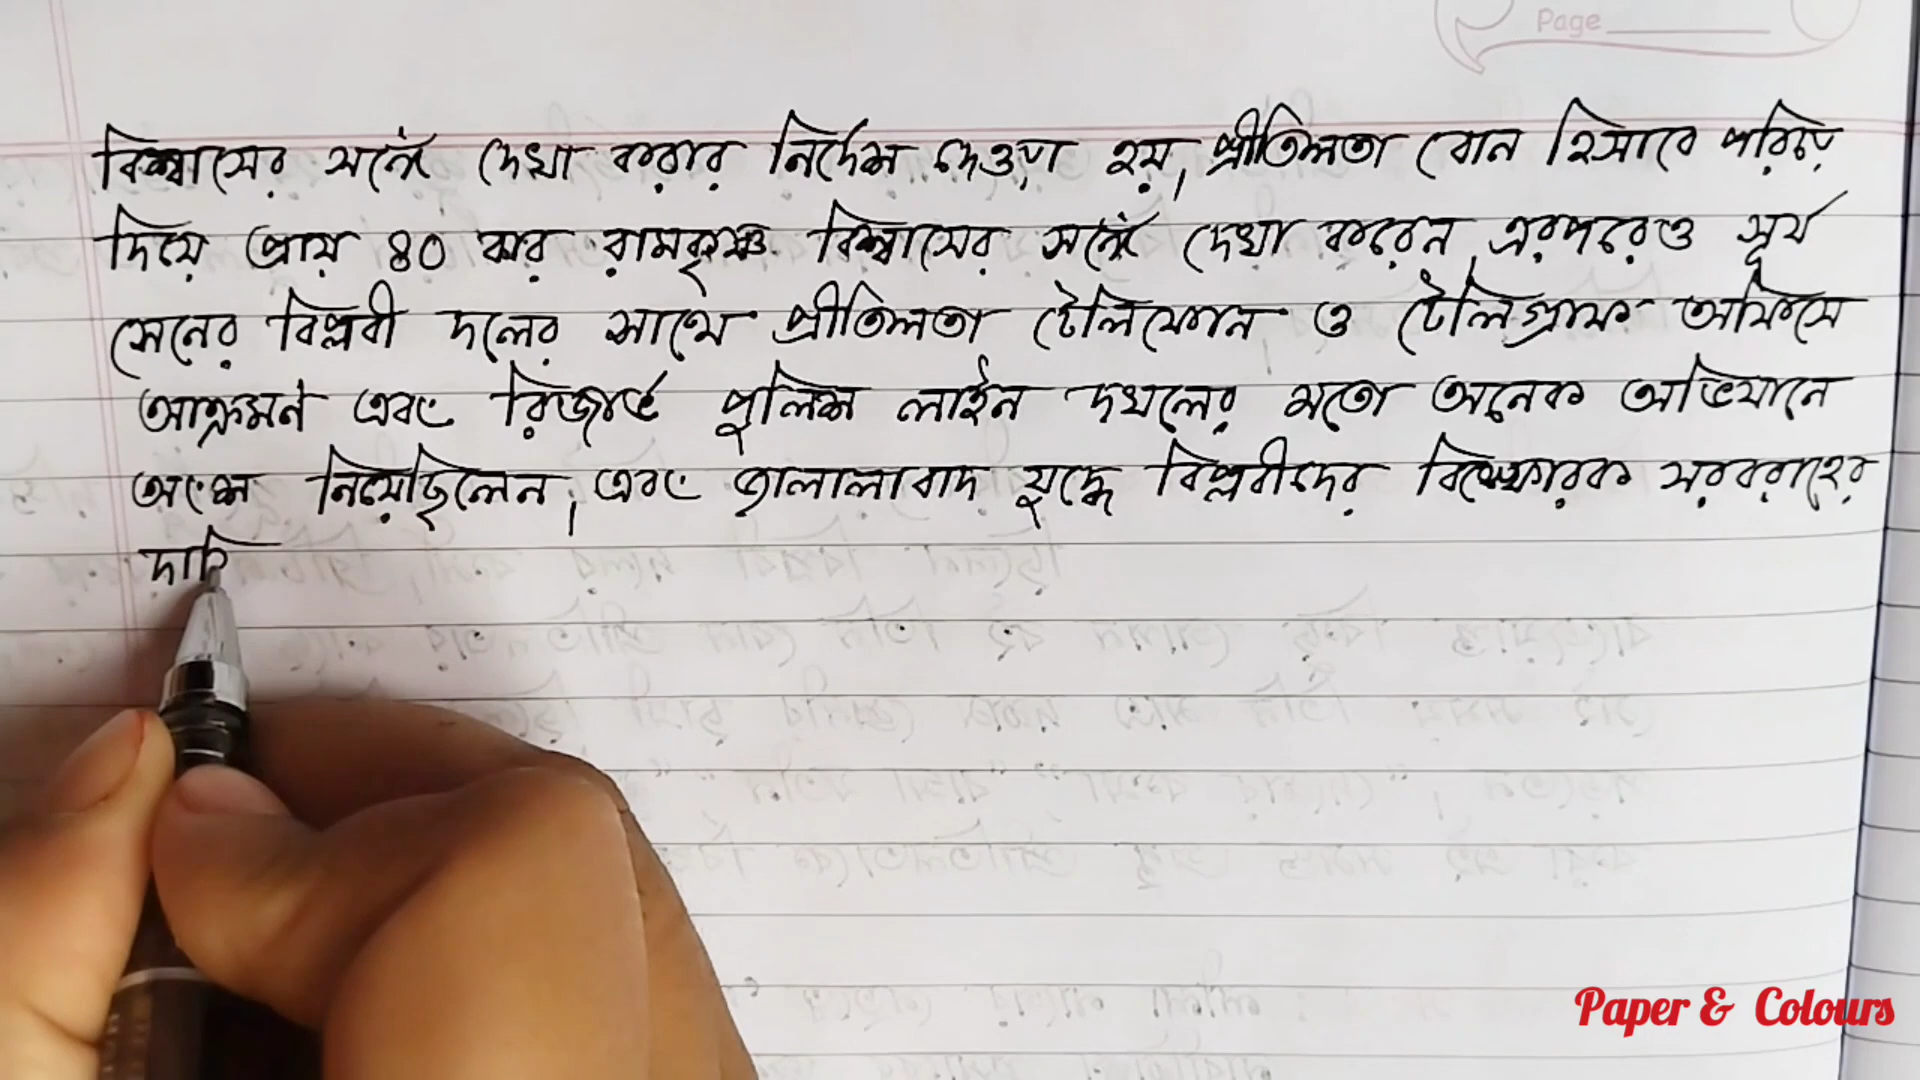 Page
বিশ্বাসের সঙ্গে দেখা করার নির্দেশ দেওয়া হয়, প্রীতিলতা বোন হিসাবে পরিচয়
দিয়ে প্রায় ৪০ বার রামকৃষ্ণ বিশ্বাসের সঙ্গে দেখা করেন, এরপরেও সূর্য
সেনের বিপ্লবী দলের সাথে প্রীতিলতা টেলিফোন ও টেলিগ্রাফ অফিসে
আক্রমণ এবং রিজার্ভ পুলিশ লাইন দখলের মতো অনেক অভিযানে
অংশ নিয়েছিলেন, এবং জালালাবাদ যুদ্ধে বিপ্লবীদের বিস্ফোরক সরবরাহের
দায়ি
Paper & Colours